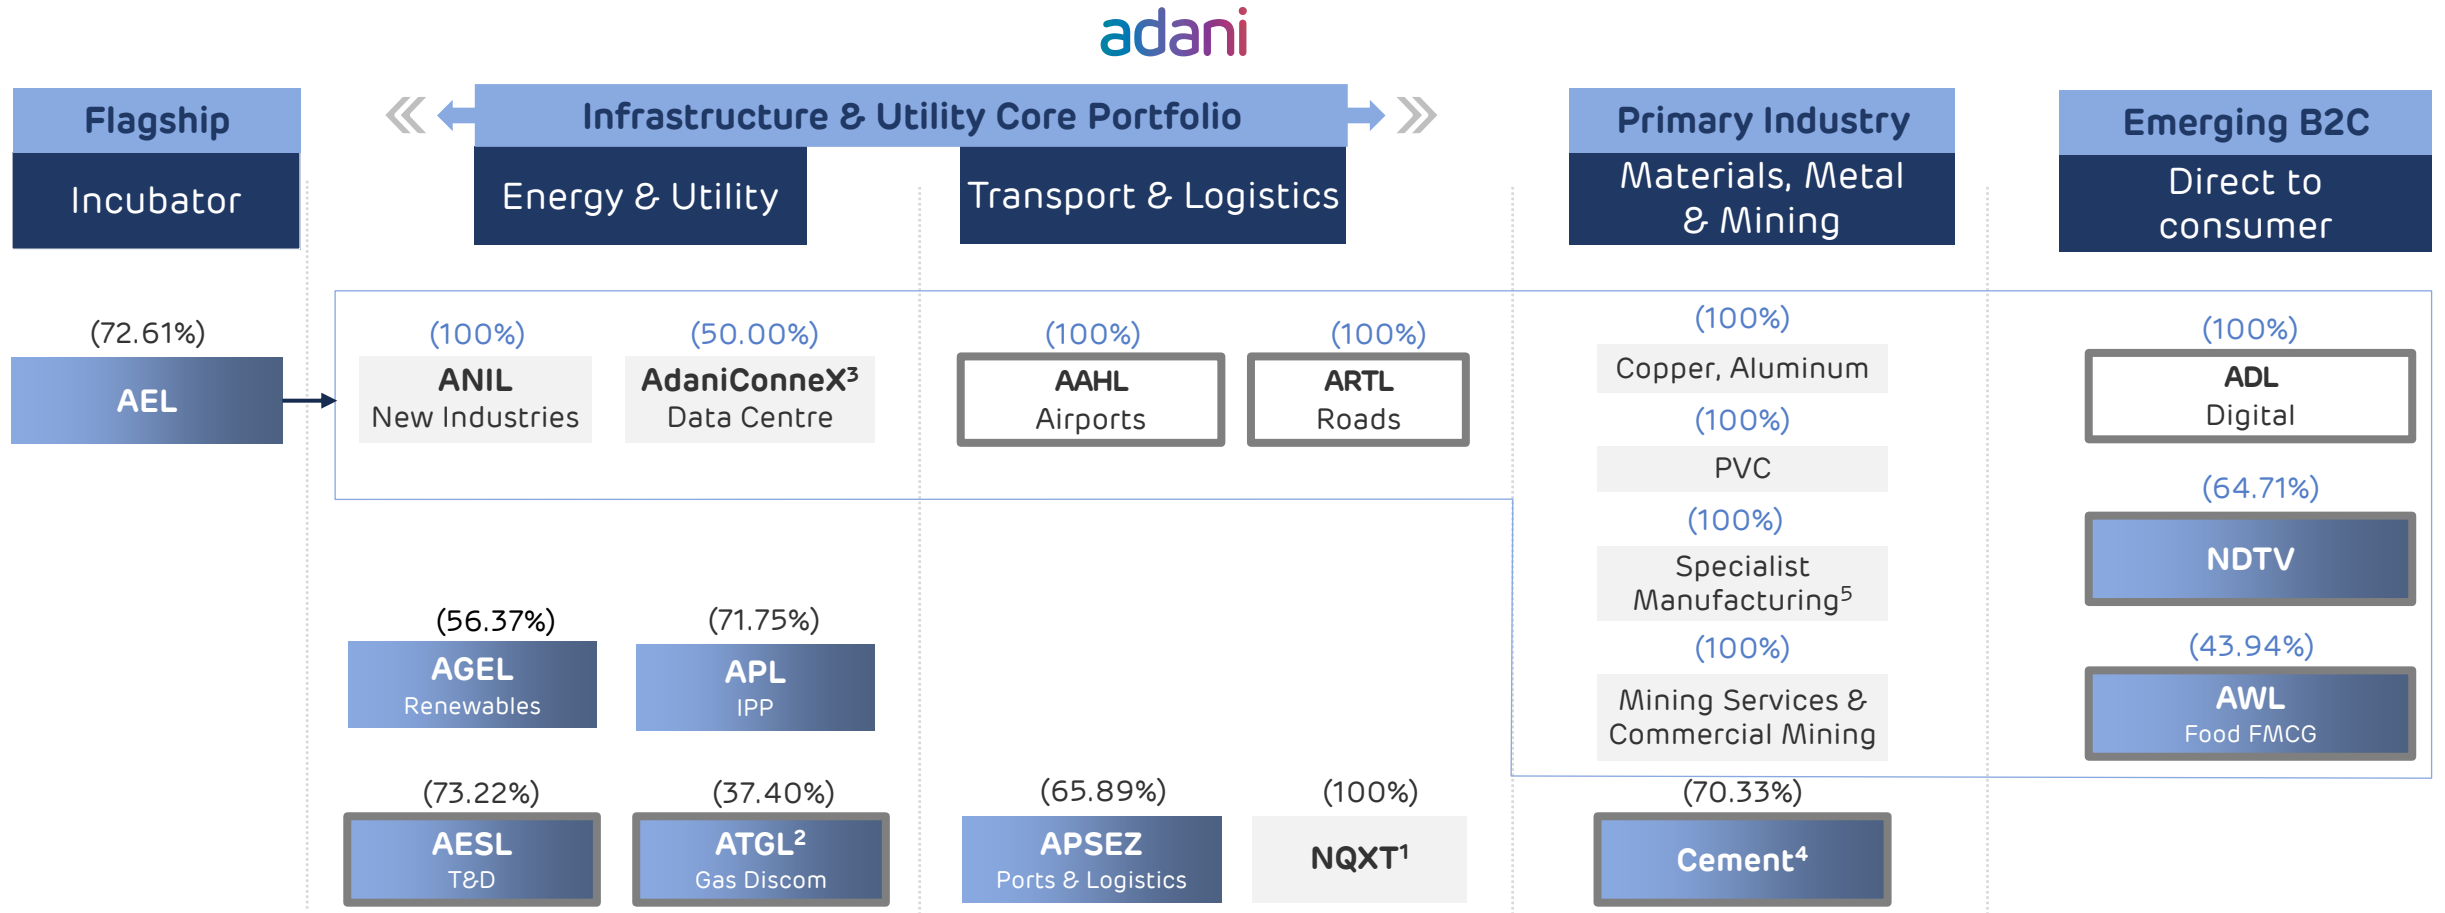 adani
Flagship
Incubator
Infrastructure & Utility Core Portfolio
Energy & Utility
Transport & Logistics
Primary Industry
Materials, Metal
& Mining
Emerging B2C
Direct to
consumer
(72.61%)
AEL
(100%)
ANIL
New Industries
(50.00%)
AdaniConneX³
Data Centre
(100%)
AAHL
Airports
(100%)
ARTL
Roads
(100%)
Copper, Aluminum
(100%)
PVC
(100%)
Specialist
Manufacturing⁵
(100%)
Mining Services &
Commercial Mining
(100%)
ADL
Digital
(64.71%)
NDTV
(43.94%)
AWL
Food FMCG
(56.37%)
AGEL
Renewables
(71.75%)
APL
IPP
(73.22%)
AESL
T&D
(37.40%)
ATGL²
Gas Discom
(65.89%)
APSEZ
Ports & Logistics
(100%)
NQXT¹
(70.33%)
Cement⁴